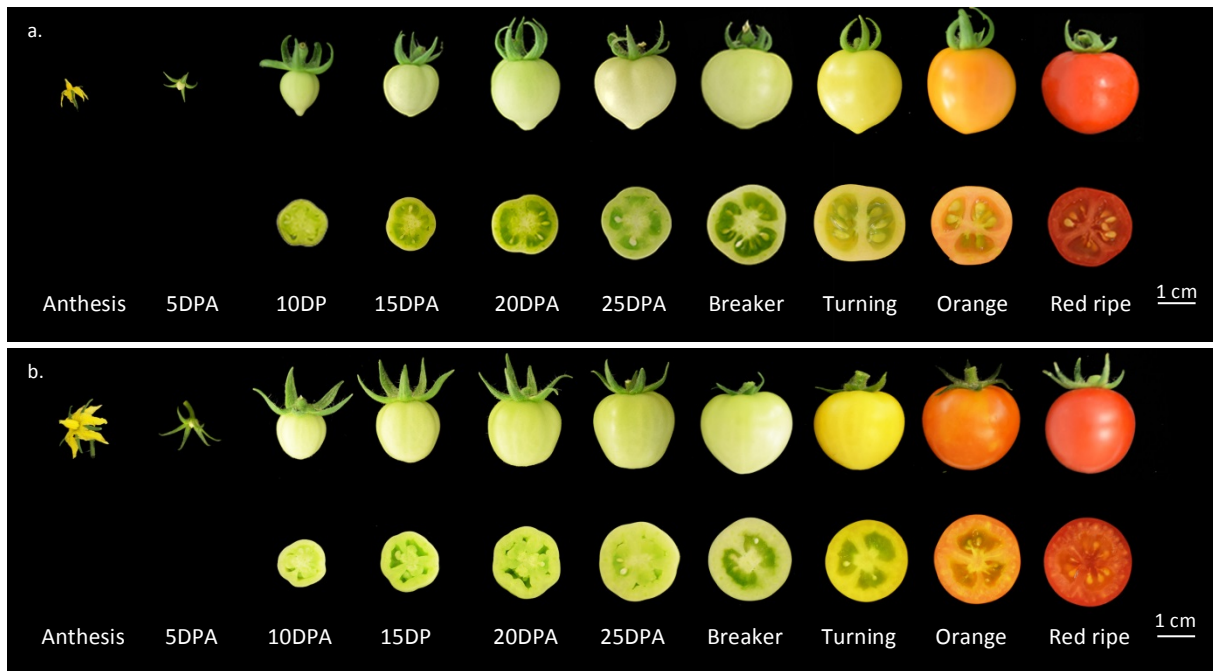 a.
Anthesis 5DPA 10DP 15DPA 20DPA 25DPA Breaker Turning Orange Red ripe 1 cm
b.
Anthesis 5DPA 10DPA 15DP 20DPA 25DPA Breaker Turning Orange Red ripe 1 cm